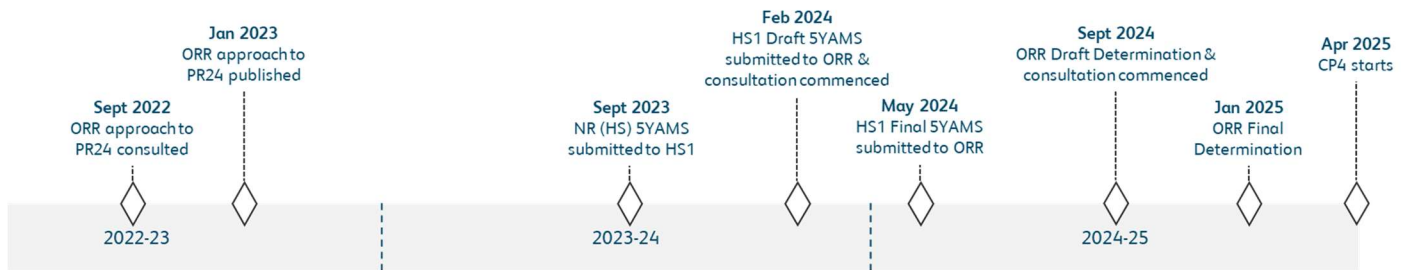 Sept 2022
ORR approach to
PR24 consulted
Jan 2023
ORR approach to
PR24 published
Sept 2023
NR (HS) 5YAMS
submitted to HS1
Feb 2024
HS1 Draft 5YAMS
submitted to ORR &
consultation commenced
May 2024
HS1 Final 5YAMS
submitted to ORR
Sept 2024
ORR Draft Determination &
consultation commenced
Jan 2025
ORR Final
Determination
Apr 2025
CP4 starts
2022-23
2023-24
2024-25